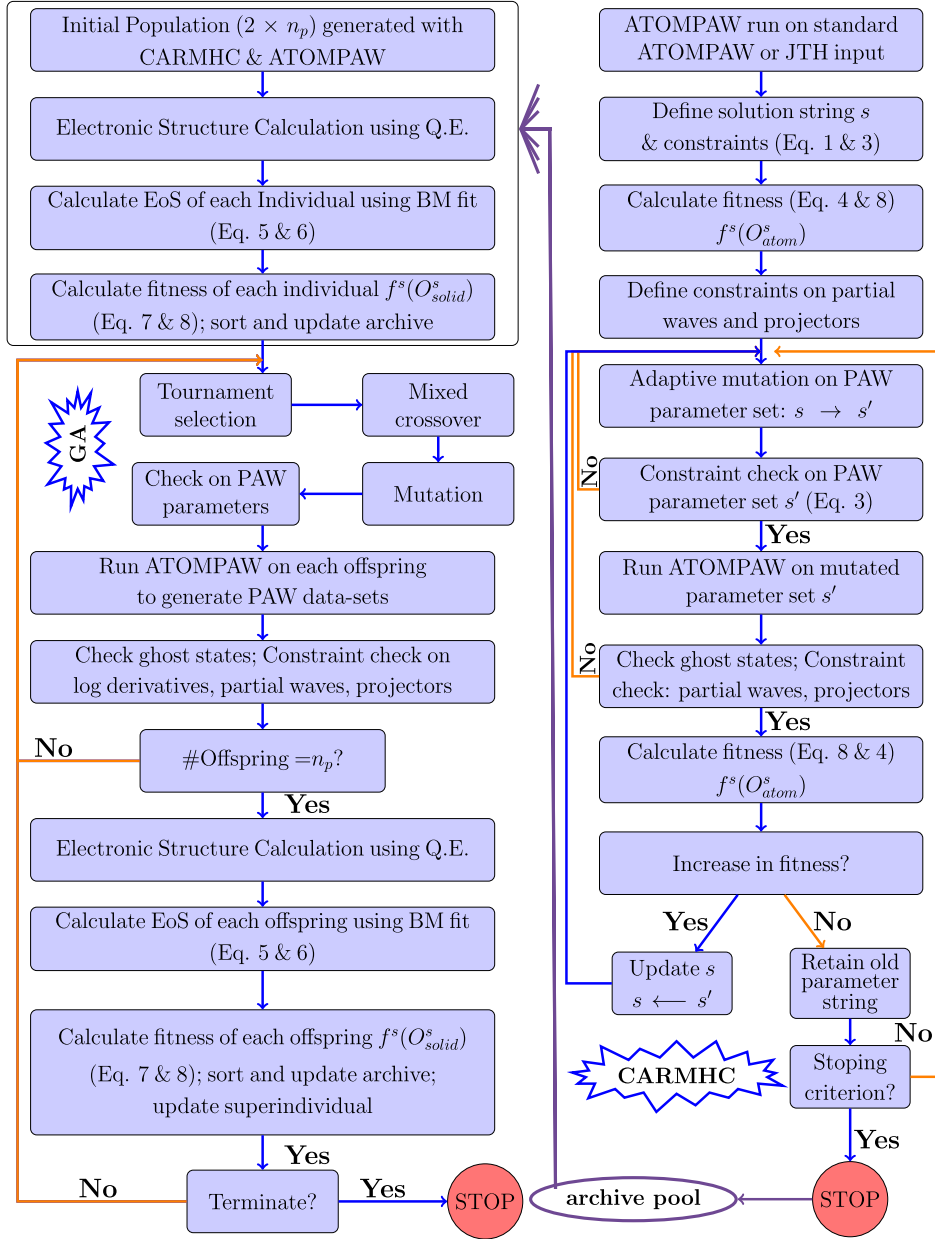 Initial Population (2 × n_p) generated with
CARMHC & ATOMPAW
Electronic Structure Calculation using Q.E.
Calculate EoS of each Individual using BM fit
(Eq. 5 & 6)
Calculate fitness of each individual f^s(O^s_{solid})
(Eq. 7 & 8); sort and update archive
GA
Tournament
selection
Mixed
crossover
Check on PAW
parameters
Mutation
Run ATOMPAW on each offspring
to generate PAW data-sets
Check ghost states; Constraint check on
log derivatives, partial waves, projectors
No
#Offspring =n_p?
Yes
Electronic Structure Calculation using Q.E.
Calculate EoS of each offspring using BM fit
(Eq. 5 & 6)
Calculate fitness of each offspring f^s(O^s_{solid})
(Eq. 7 & 8); sort and update archive;
update superindividual
Yes
No
Terminate?
Yes
STOP
ATOMPAW run on standard
ATOMPAW or JTH input
Define solution string s
& constraints (Eq. 1 & 3)
Calculate fitness (Eq. 4 & 8)
f^s(O^s_{atom})
Define constraints on partial
waves and projectors
Adaptive mutation on PAW
parameter set: s → s′
No
Constraint check on PAW
parameter set s′ (Eq. 3)
Yes
Run ATOMPAW on mutated
parameter set s′
No
Check ghost states; Constraint
check: partial waves, projectors
Yes
Calculate fitness (Eq. 8 & 4)
f^s(O^s_{atom})
Increase in fitness?
Yes
No
Update s
s ⟵ s′
Retain old
parameter
string
No
CARMHC
Stoping
criterion?
Yes
archive pool
STOP